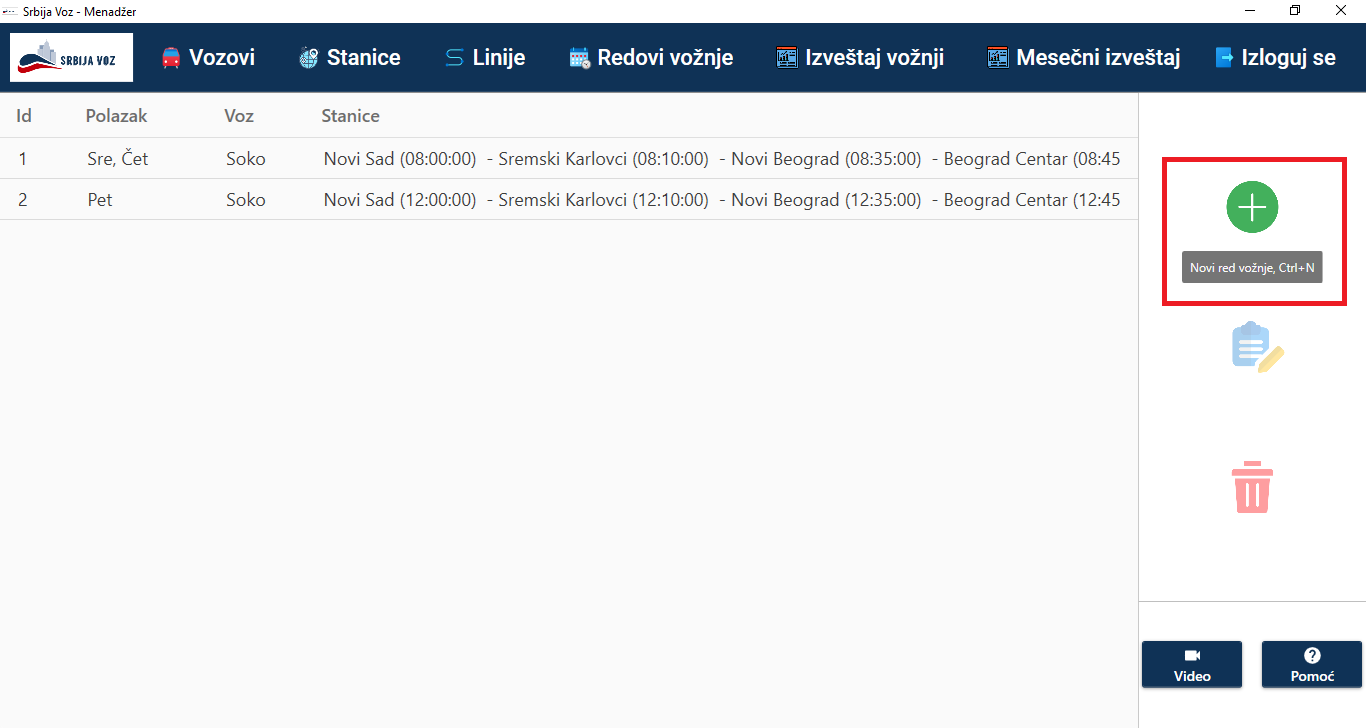 Srbija Voz - Menadžer
SRBIJA VOZ Vozovi Stanice Linije Redovi vožnje Izveštaj vožnji Mesečni izveštaj Izloguj se
Id Polazak Voz Stanice
1 Sre, Čet Soko Novi Sad (08:00:00) - Sremski Karlovci (08:10:00) - Novi Beograd (08:35:00) - Beograd Centar (08:45
2 Pet Soko Novi Sad (12:00:00) - Sremski Karlovci (12:10:00) - Novi Beograd (12:35:00) - Beograd Centar (12:45
Novi red vožnje, Ctrl+N
Video Pomoć